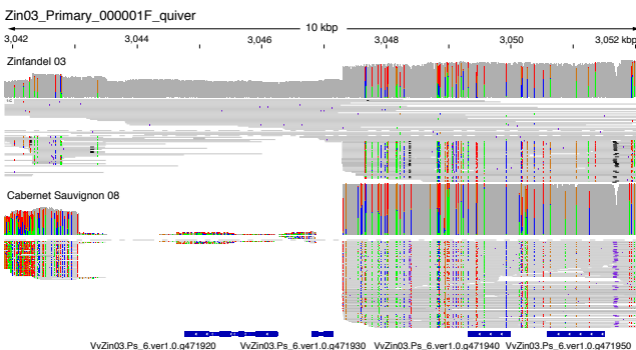 Zin03_Primary_000001F_quiver
10 kbp
3,042 3,044 3,046 3,048 3,050 3,052 kbp
Zinfandel 03
Cabernet Sauvignon 08
VvZin03.Ps_6.ver1.0.g471920 VvZin03.Ps_6.ver1.0.g471930 VvZin03.Ps_6.ver1.0.g471940 VvZin03.Ps_6.ver1.0.g471950